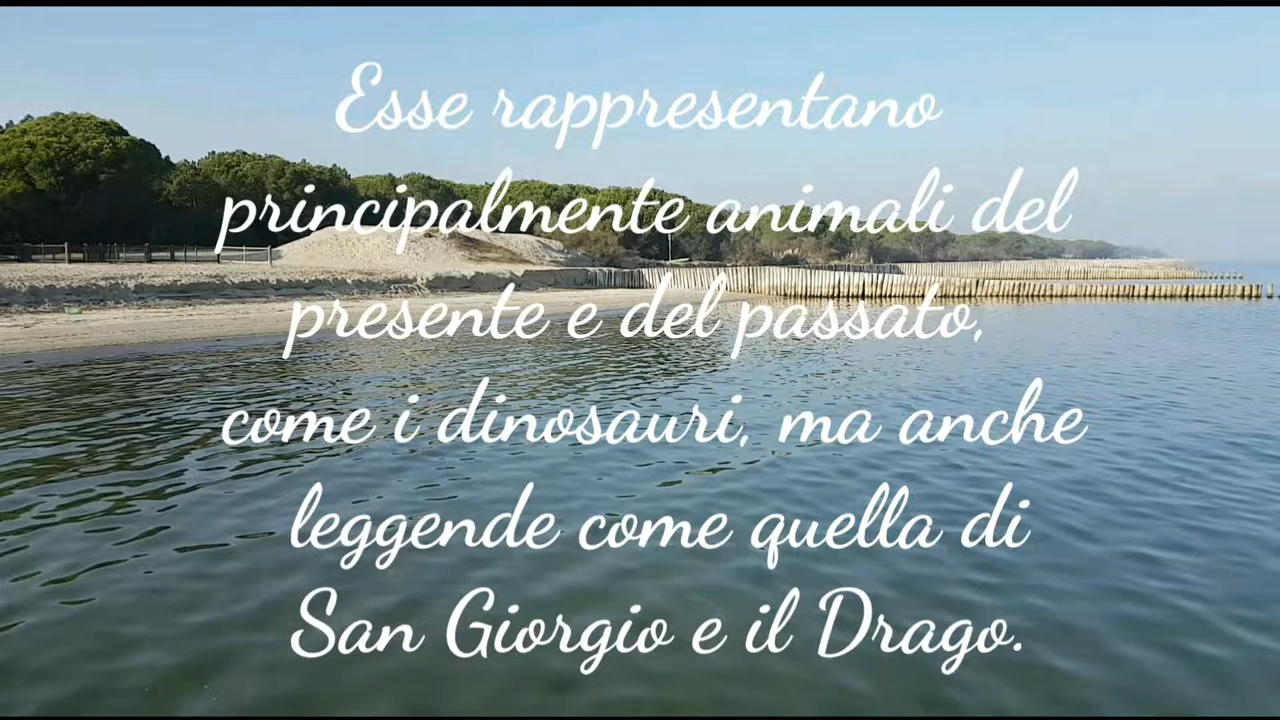 Esse rappresentano
principalmente animali del
presente e del passato,
come i dinosauri, ma anche
leggende come quella di
San Giorgio e il Drago.